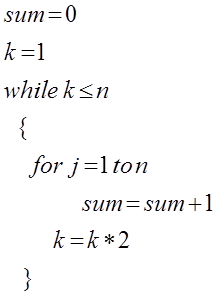 sum=0
k=1
while k≤n
{
for j=1 to n
sum=sum+1
k=k*2
}